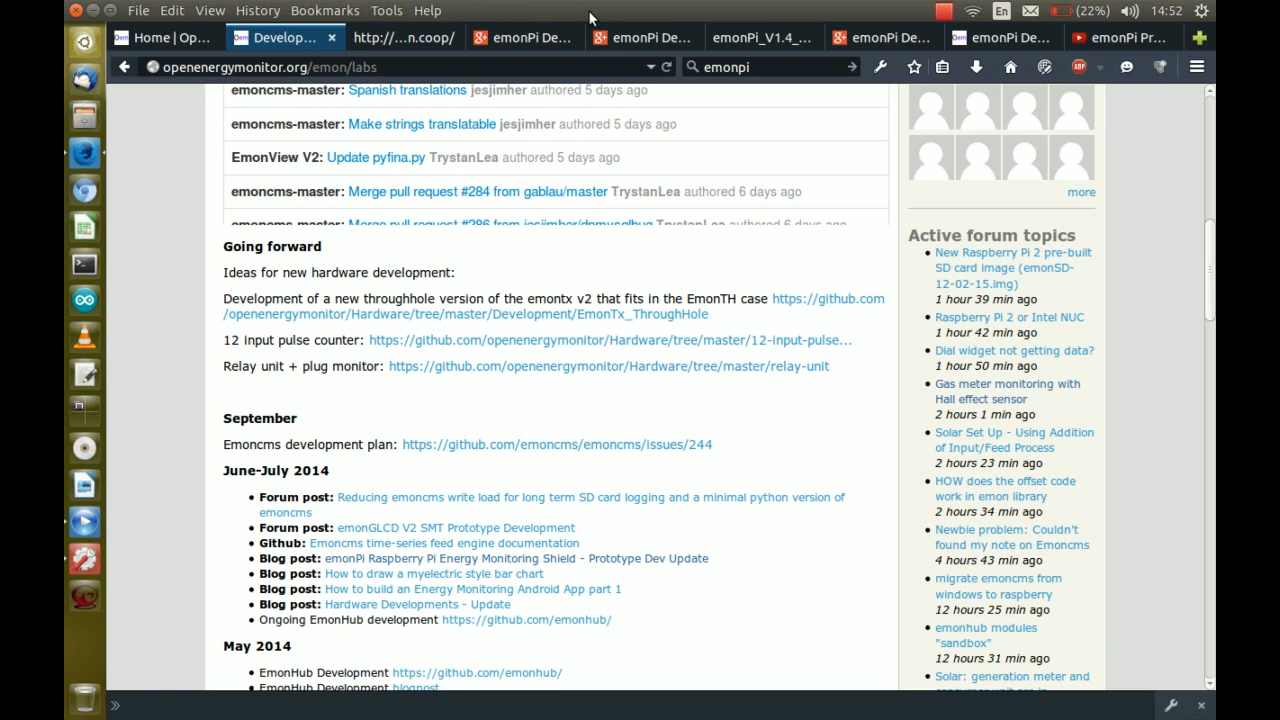 File Edit View History Bookmarks Tools Help
En (22%) 14:52
Home | Op...
Develop...
http://...n.coop/
emonPi De...
emonPi De...
emonPi_V1.4_...
emonPi De...
emonPi De...
emonPi Pr...
openenergymonitor.org/emon/labs
emonpi
emoncms-master: Spanish translations jesjimher authored 5 days ago
emoncms-master: Make strings translatable jesjimher authored 5 days ago
EmonView V2: Update pyfina.py TrystanLea authored 5 days ago
emoncms-master: Merge pull request #284 from gablau/master TrystanLea authored 6 days ago
emoncms-master: Merge pull request #286 from jesjimher/dpmysqlbug TrystanLea authored 6 days ago
Going forward
Ideas for new hardware development:
Development of a new throughhole version of the emontx v2 that fits in the EmonTH case https://github.com
/openenergymonitor/Hardware/tree/master/Development/EmonTx_ThroughHole
12 input pulse counter: https://github.com/openenergymonitor/Hardware/tree/master/12-input-pulse...
Relay unit + plug monitor: https://github.com/openenergymonitor/Hardware/tree/master/relay-unit
September
Emoncms development plan: https://github.com/emoncms/emoncms/issues/244
June-July 2014
Forum post: Reducing emoncms write load for long term SD card logging and a minimal python version of
emoncms
Forum post: emonGLCD V2 SMT Prototype Development
Github: Emoncms time-series feed engine documentation
Blog post: emonPi Raspberry Pi Energy Monitoring Shield - Prototype Dev Update
Blog post: How to draw a myelectric style bar chart
Blog post: How to build an Energy Monitoring Android App part 1
Blog post: Hardware Developments - Update
Ongoing EmonHub development https://github.com/emonhub/
May 2014
EmonHub Development https://github.com/emonhub/
EmonHub Development blogpost
more
Active forum topics
New Raspberry Pi 2 pre-built
SD card image (emonSD-
12-02-15.img)
1 hour 39 min ago
Raspberry Pi 2 or Intel NUC
1 hour 42 min ago
Dial widget not getting data?
1 hour 50 min ago
Gas meter monitoring with
Hall effect sensor
2 hours 1 min ago
Solar Set Up - Using Addition
of Input/Feed Process
2 hours 23 min ago
HOW does the offset code
work in emon library
2 hours 34 min ago
Newbie problem: Couldn't
found my note on Emoncms
4 hours 43 min ago
migrate emoncms from
windows to raspberry
12 hours 25 min ago
emonhub modules
"sandbox"
12 hours 31 min ago
Solar: generation meter and